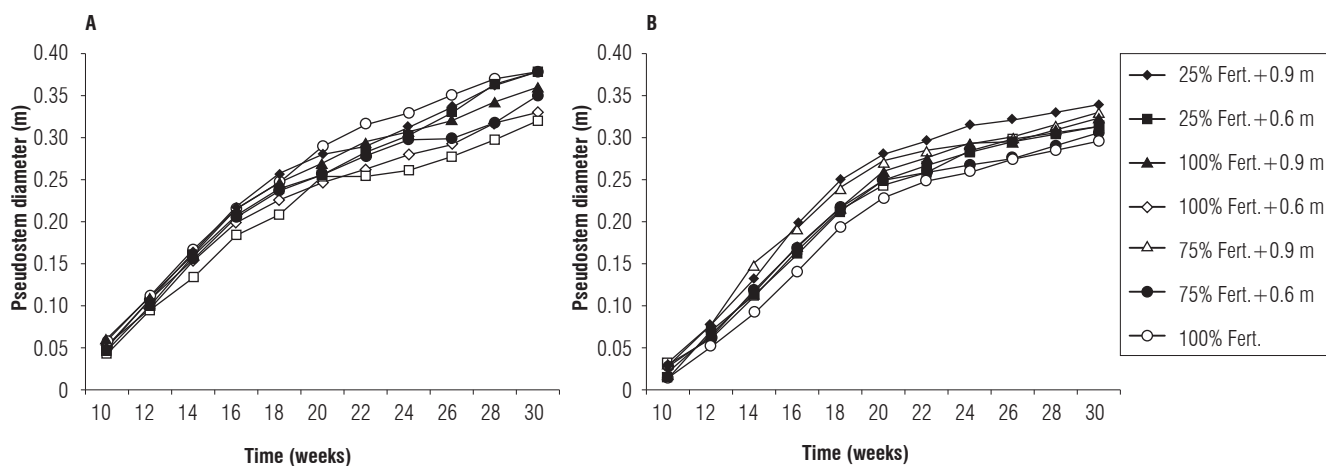 A
Pseudostem diameter (m)
0.40
0.35
0.30
0.25
0.20
0.15
0.10
0.05
0
10 12 14 16 18 20 22 24 26 28 30
Time (weeks)
B
Pseudostem diameter (m)
0.40
0.35
0.30
0.25
0.20
0.15
0.10
0.05
0
10 12 14 16 18 20 22 24 26 28 30
Time (weeks)
25% Fert.+0.9 m
25% Fert.+0.6 m
100% Fert.+0.9 m
100% Fert.+0.6 m
75% Fert.+0.9 m
75% Fert.+0.6 m
100% Fert.